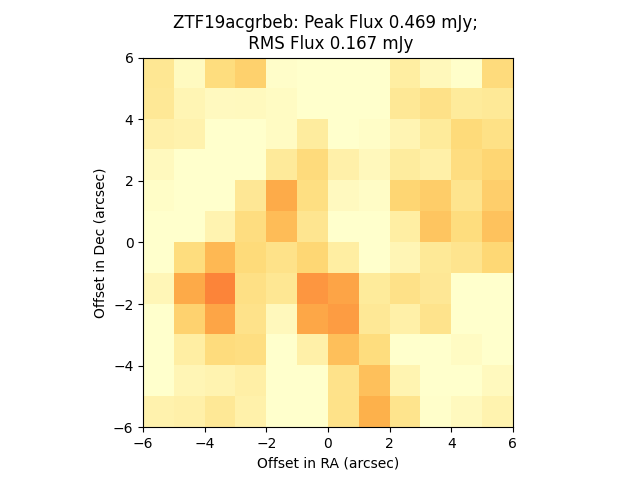 ZTF19acgrbeb: Peak Flux 0.469 mJy;
RMS Flux 0.167 mJy
6
4
2
0
−2
−4
−6
Offset in Dec (arcsec)
−6 −4 −2 0 2 4 6
Offset in RA (arcsec)